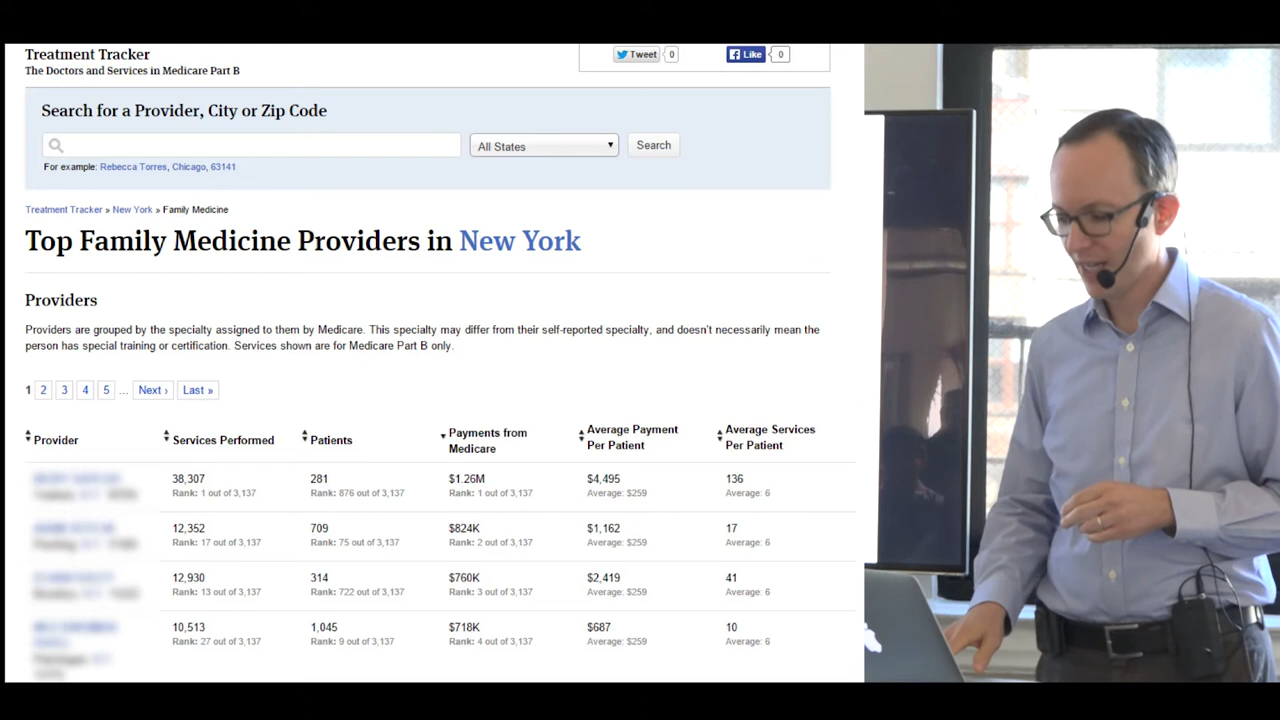 Treatment Tracker
The Doctors and Services in Medicare Part B
Tweet 0
Like 0
Search for a Provider, City or Zip Code
All States
Search
For example: Rebecca Torres, Chicago, 63141
Treatment Tracker » New York » Family Medicine
Top Family Medicine Providers in New York
Providers
Providers are grouped by the specialty assigned to them by Medicare. This specialty may differ from their self-reported specialty, and doesn't necessarily mean the
person has special training or certification. Services shown are for Medicare Part B only.
1 2 3 4 5 ... Next › Last »
Provider Services Performed Patients Payments from Medicare Average Payment Per Patient Average Services Per Patient
38,307 281 $1.26M $4,495 136
Rank: 1 out of 3,137 Rank: 876 out of 3,137 Rank: 1 out of 3,137 Average: $259 Average: 6
12,352 709 $824K $1,162 17
Rank: 17 out of 3,137 Rank: 75 out of 3,137 Rank: 2 out of 3,137 Average: $259 Average: 6
12,930 314 $760K $2,419 41
Rank: 13 out of 3,137 Rank: 722 out of 3,137 Rank: 3 out of 3,137 Average: $259 Average: 6
10,513 1,045 $718K $687 10
Rank: 27 out of 3,137 Rank: 9 out of 3,137 Rank: 4 out of 3,137 Average: $259 Average: 6